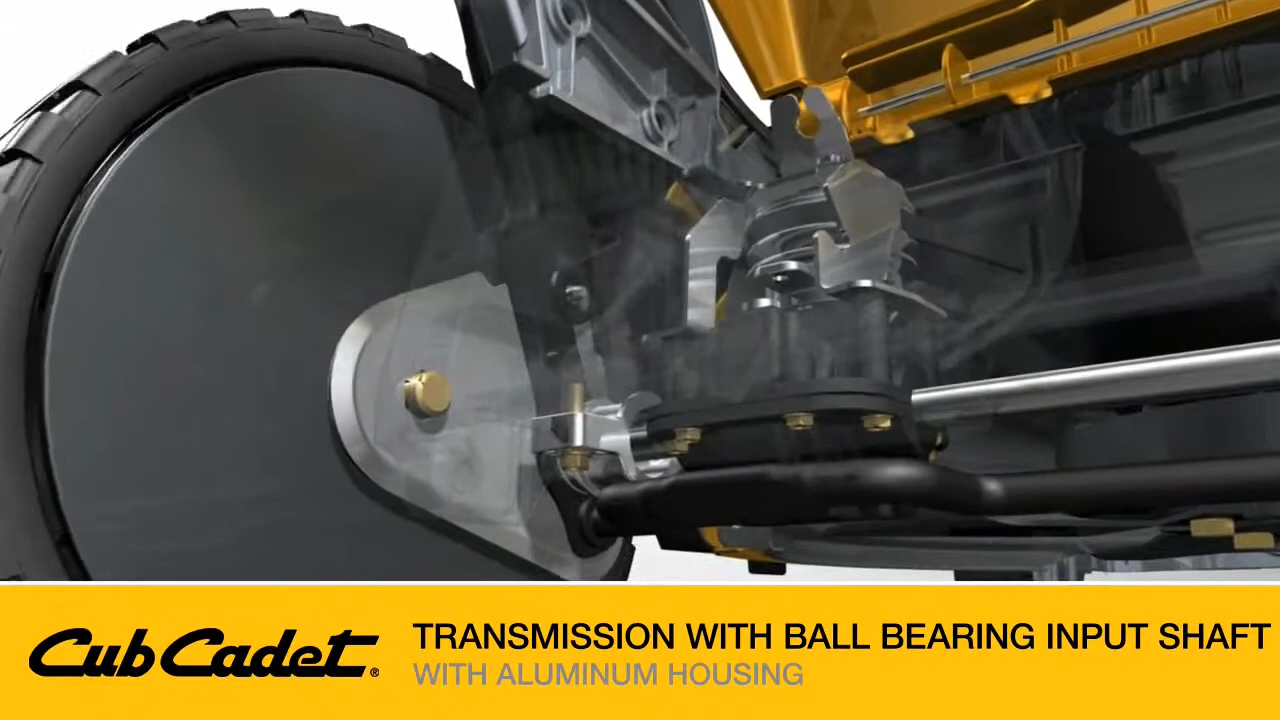 Cub Cadet®
TRANSMISSION WITH BALL BEARING INPUT SHAFT
WITH ALUMINUM HOUSING